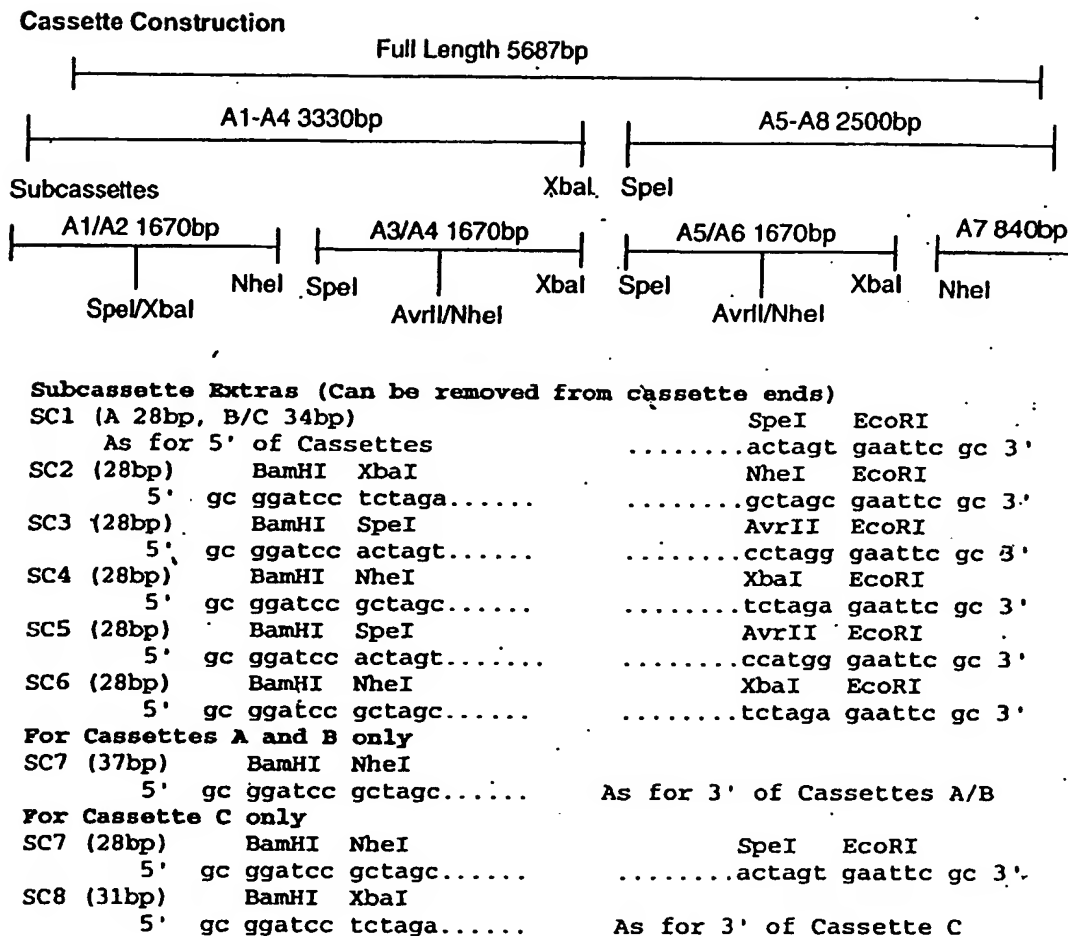 Cassette Construction
Full Length 5687bp
A1-A4 3330bp A5-A8 2500bp
Subcassettes XbaI SpeI
A1/A2 1670bp A3/A4 1670bp A5/A6 1670bp A7 840bp
NheI SpeI XbaI SpeI XbaI NheI
SpeI/XbaI AvrII/NheI AvrII/NheI
Subcassette Extras (Can be removed from cassette ends)
SC1 (A 28bp, B/C 34bp) SpeI EcoRI
As for 5' of Cassettes ........actagt gaattc gc 3'
SC2 (28bp) BamHI XbaI NheI EcoRI
5' gc ggatcc tctaga...... ........gctagc gaattc gc 3'
SC3 (28bp) BamHI SpeI AvrII EcoRI
5' gc ggatcc actagt...... ........cctagg gaattc gc 3'
SC4 (28bp) BamHI NheI XbaI EcoRI
5' gc ggatcc gctagc...... ........tctaga gaattc gc 3'
SC5 (28bp) BamHI SpeI AvrII EcoRI
5' gc ggatcc actagt....... ........ccatgg gaattc gc 3'
SC6 (28bp) BamHI NheI XbaI EcoRI
5' gc ggatcc gctagc...... ........tctaga gaattc gc 3'
For Cassettes A and B only
SC7 (37bp) BamHI NheI
5' gc ggatcc gctagc...... As for 3' of Cassettes A/B
For Cassette C only
SC7 (28bp) BamHI NheI SpeI EcoRI
5' gc ggatcc gctagc...... ........actagt gaattc gc 3'
SC8 (31bp) BamHI XbaI
5' gc ggatcc tctaga...... As for 3' of Cassette C